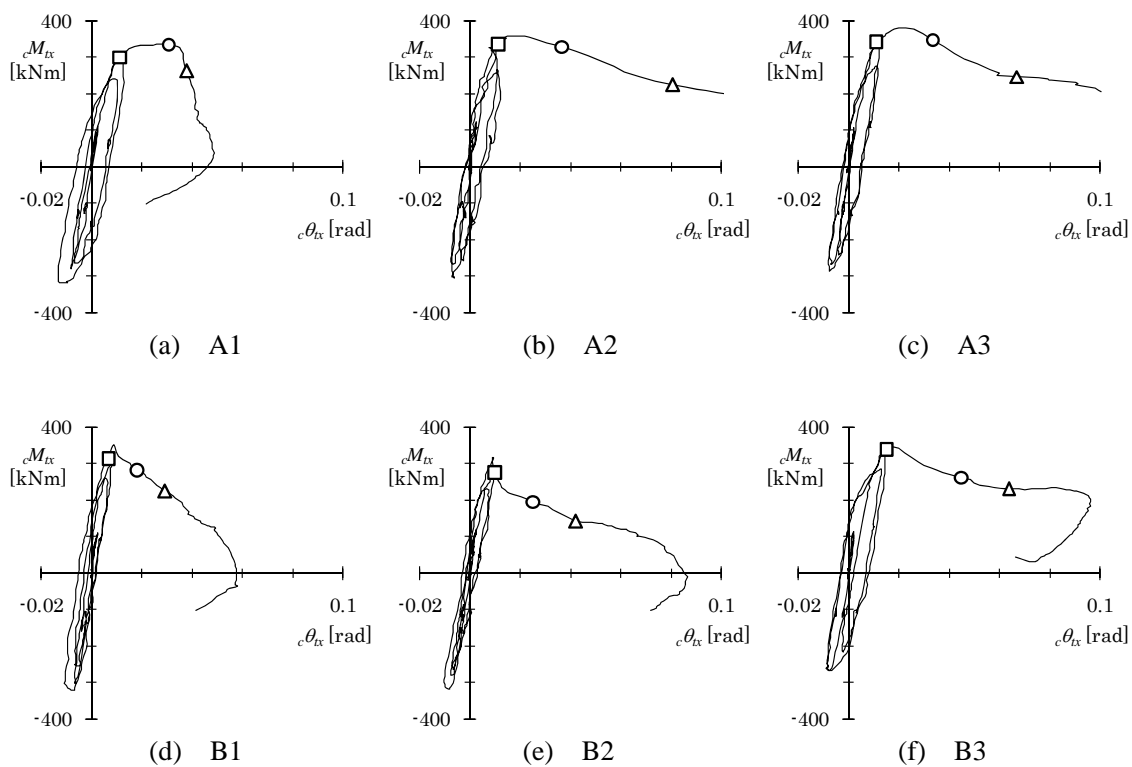 400
cMtx
[kNm]
-0.02
0.1
cθtx [rad]
-400
(a) A1
400
cMtx
[kNm]
-0.02
0.1
cθtx [rad]
-400
(b) A2
400
cMtx
[kNm]
-0.02
0.1
cθtx [rad]
-400
(c) A3
400
cMtx
[kNm]
-0.02
0.1
cθtx [rad]
-400
(d) B1
400
cMtx
[kNm]
-0.02
0.1
cθtx [rad]
-400
(e) B2
400
cMtx
[kNm]
-0.02
0.1
cθtx [rad]
-400
(f) B3